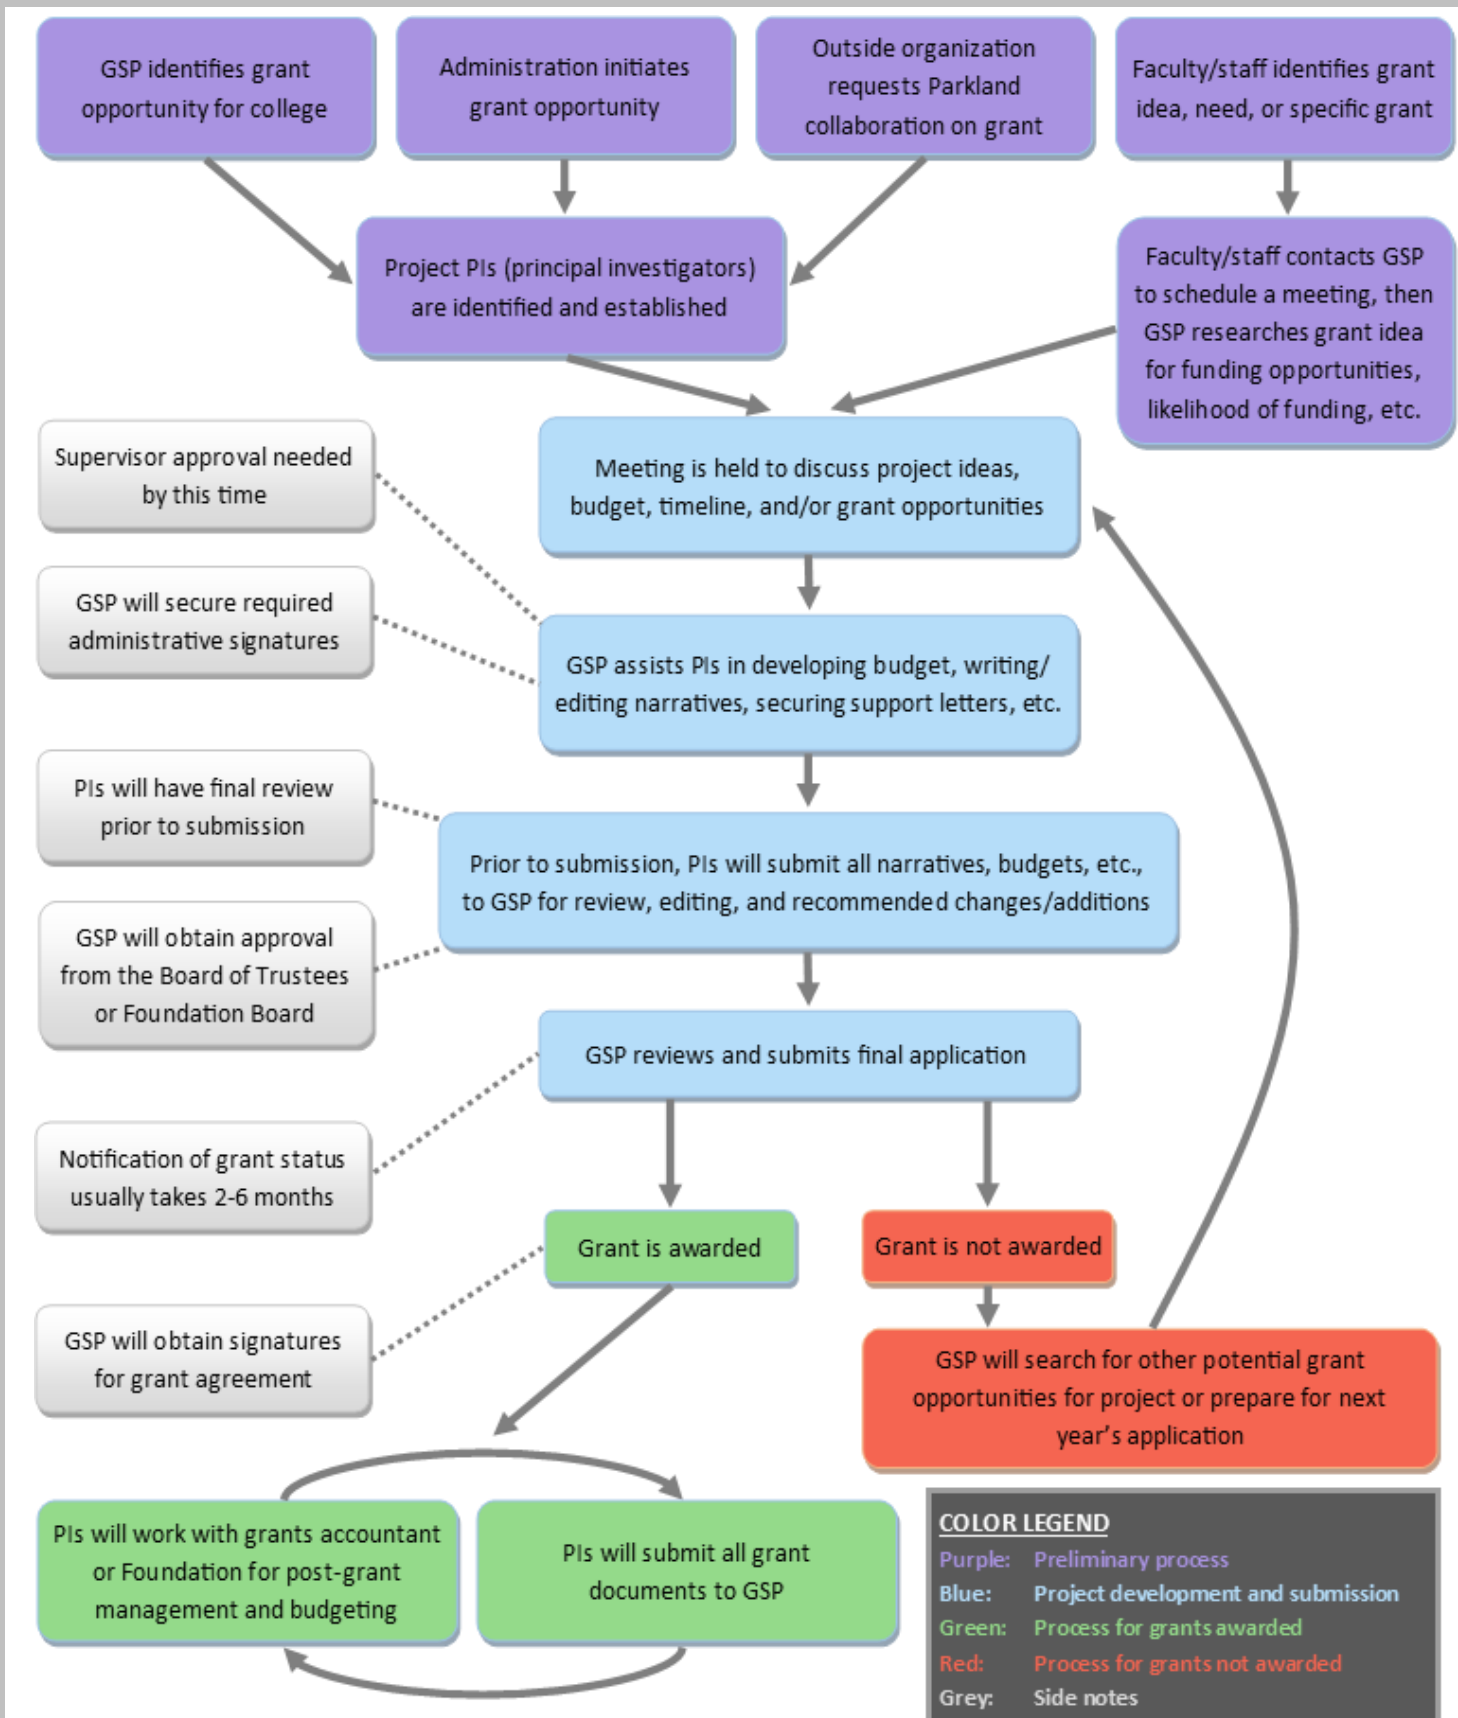 GSP identifies grant
opportunity for college
Administration initiates
grant opportunity
Outside organization
requests Parkland
collaboration on grant
Faculty/staff identifies grant
idea, need, or specific grant
Project PIs (principal investigators)
are identified and established
Faculty/staff contacts GSP
to schedule a meeting, then
GSP researches grant idea
for funding opportunities,
likelihood of funding, etc.
Supervisor approval needed
by this time
Meeting is held to discuss project ideas,
budget, timeline, and/or grant opportunities
GSP will secure required
administrative signatures
GSP assists PIs in developing budget, writing/
editing narratives, securing support letters, etc.
PIs will have final review
prior to submission
Prior to submission, PIs will submit all narratives, budgets, etc.,
to GSP for review, editing, and recommended changes/additions
GSP will obtain approval
from the Board of Trustees
or Foundation Board
GSP reviews and submits final application
Notification of grant status
usually takes 2-6 months
Grant is awarded
Grant is not awarded
GSP will obtain signatures
for grant agreement
GSP will search for other potential grant
opportunities for project or prepare for next
year's application
PIs will work with grants accountant
or Foundation for post-grant
management and budgeting
PIs will submit all grant
documents to GSP
COLOR LEGEND
Purple: Preliminary process
Blue: Project development and submission
Green: Process for grants awarded
Red: Process for grants not awarded
Grey: Side notes